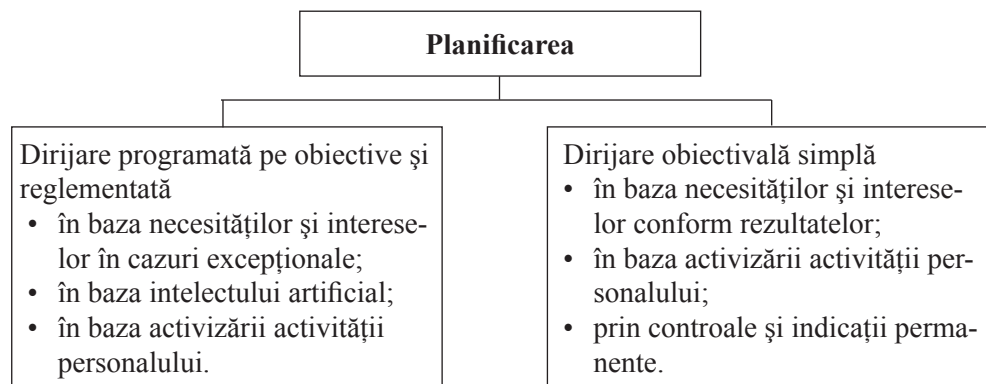 Planificarea
Dirijare programată pe obiective şi
reglementată
• în baza necesităţilor şi interese-
lor în cazuri excepţionale;
• în baza intelectului artificial;
• în baza activizării activităţii
personalului.
Dirijare obiectivală simplă
• în baza necesităţilor şi interese-
lor conform rezultatelor;
• în baza activizării activităţii per-
sonalului;
• prin controale şi indicaţii perma-
nente.